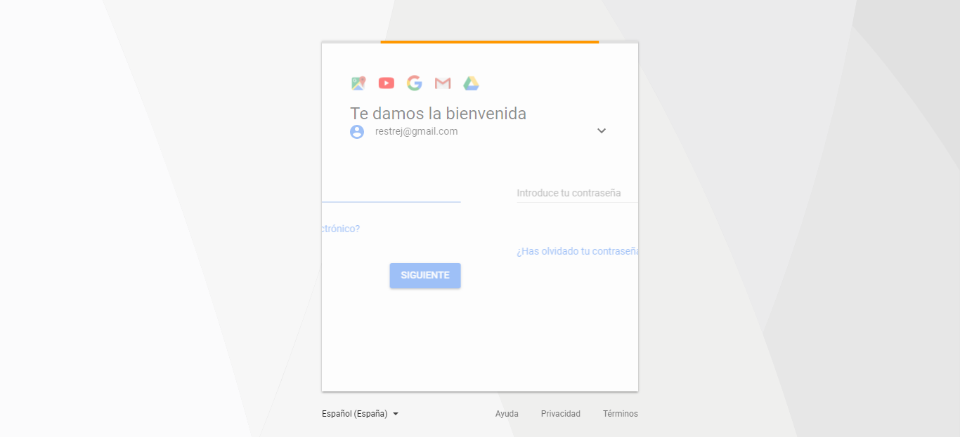 Te damos la bienvenida
restrej@gmail.com
Introduce tu contraseña
ctrónico?
¿Has olvidado tu contraseña
SIGUIENTE
Español (España)
Ayuda Privacidad Términos